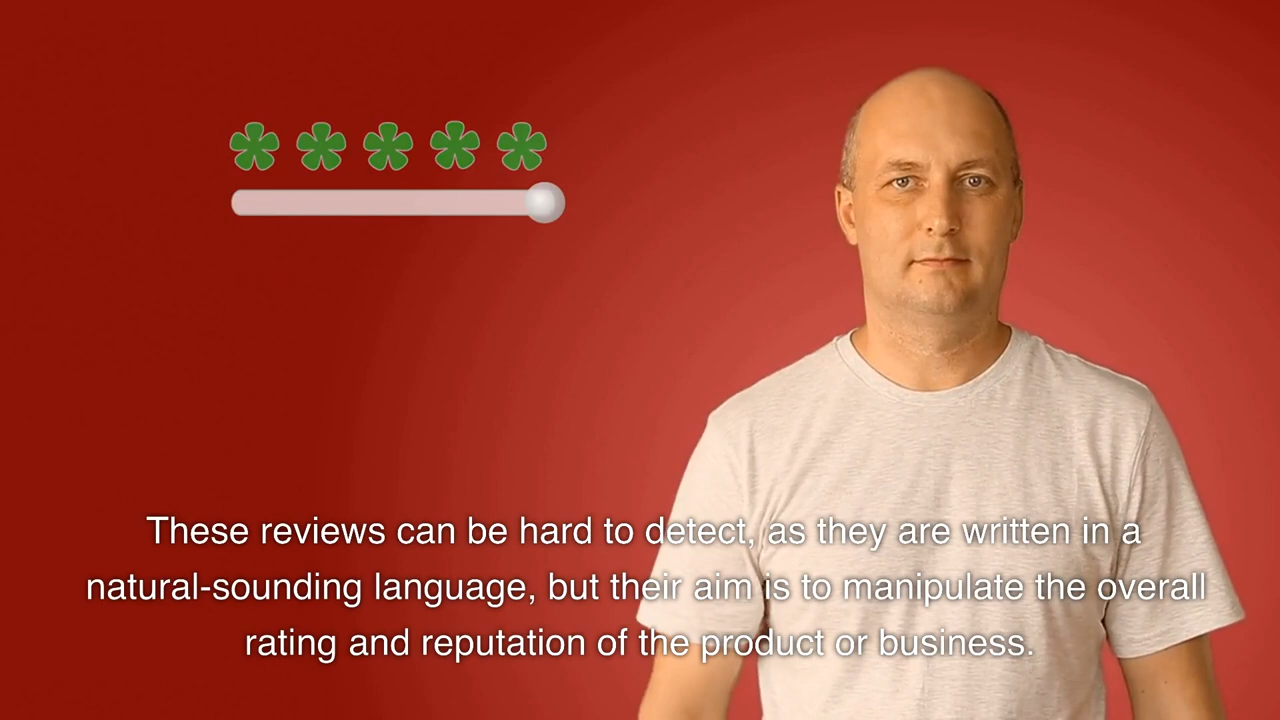 These reviews can be hard to detect, as they are written in a
natural-sounding language, but their aim is to manipulate the overall
rating and reputation of the product or business.